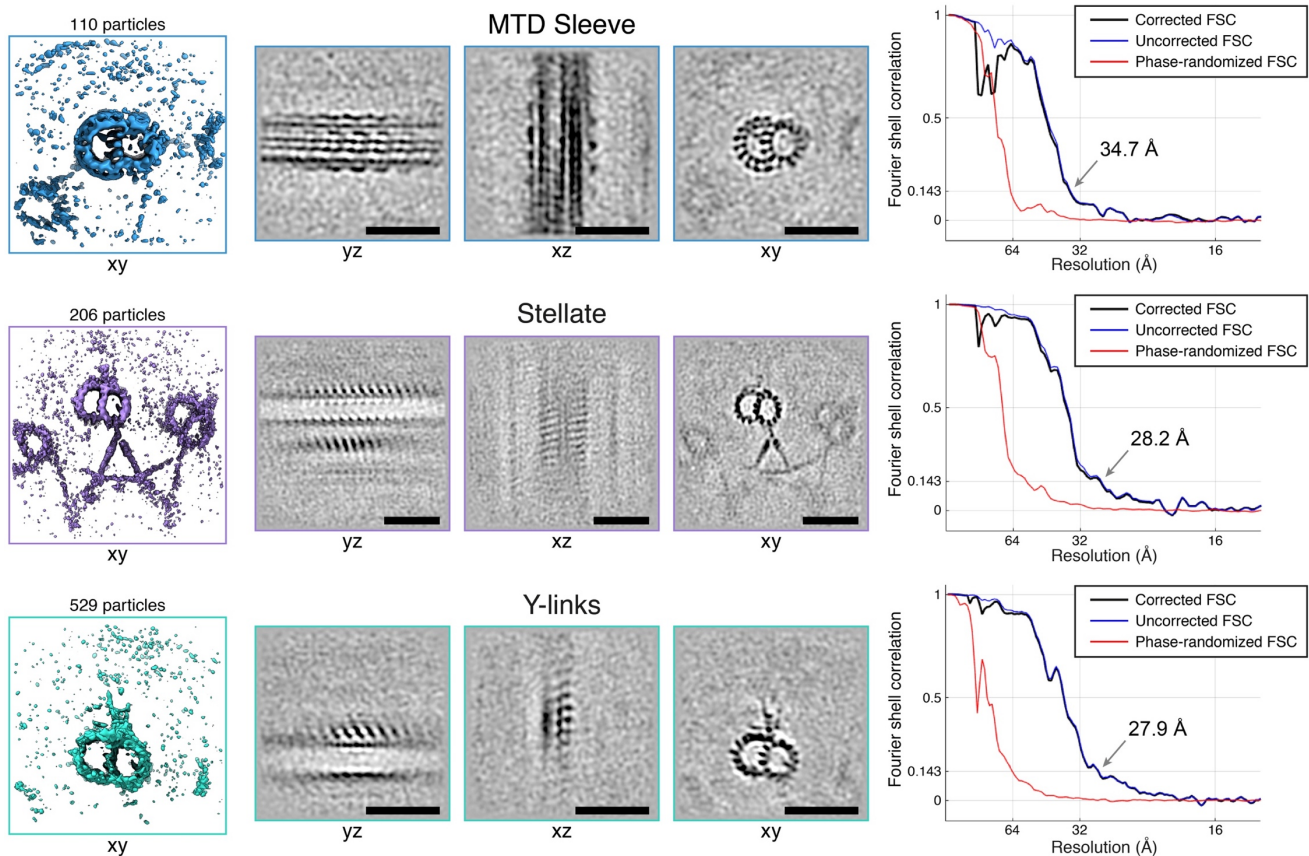 110 particles
MTD Sleeve
xy
yz
xz
xy
Fourier shell correlation
1
0.5
0.143
0
64
32
16
Resolution (Å)
Corrected FSC
Uncorrected FSC
Phase-randomized FSC
34.7 Å
206 particles
Stellate
xy
yz
xz
xy
Fourier shell correlation
1
0.5
0.143
0
64
32
16
Resolution (Å)
Corrected FSC
Uncorrected FSC
Phase-randomized FSC
28.2 Å
529 particles
Y-links
xy
yz
xz
xy
Fourier shell correlation
1
0.5
0.143
0
64
32
16
Resolution (Å)
Corrected FSC
Uncorrected FSC
Phase-randomized FSC
27.9 Å